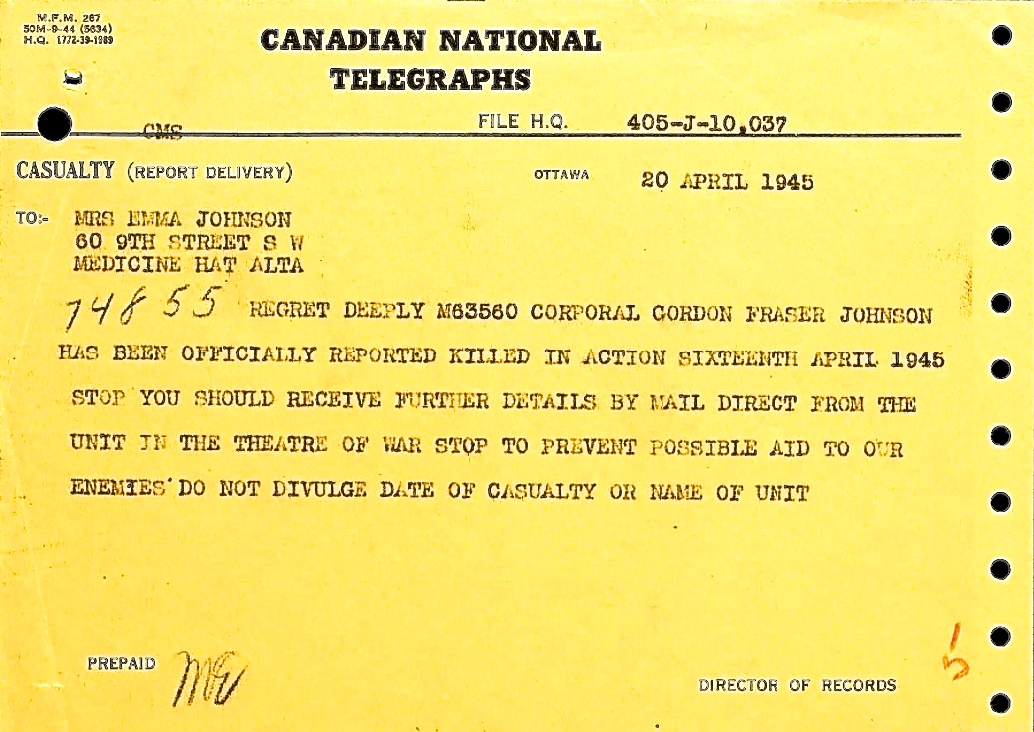 M.F.M. 267
50M-9-44 (5634)
H.Q. 1772-39-1989
CANADIAN NATIONAL
TELEGRAPHS
CMS
FILE H.Q. 405-J-10,037
CASUALTY (REPORT DELIVERY) OTTAWA 20 APRIL 1945
TO:- MRS EMMA JOHNSON
60 9TH STREET S W
MEDICINE HAT ALTA
74855 REGRET DEEPLY M63560 CORPORAL GORDON FRASER JOHNSON
HAS BEEN OFFICIALLY REPORTED KILLED IN ACTION SIXTEENTH APRIL 1945
STOP YOU SHOULD RECEIVE FURTHER DETAILS BY MAIL DIRECT FROM THE
UNIT IN THE THEATRE OF WAR STOP TO PREVENT POSSIBLE AID TO OUR
ENEMIES DO NOT DIVULGE DATE OF CASUALTY OR NAME OF UNIT
PREPAID
DIRECTOR OF RECORDS